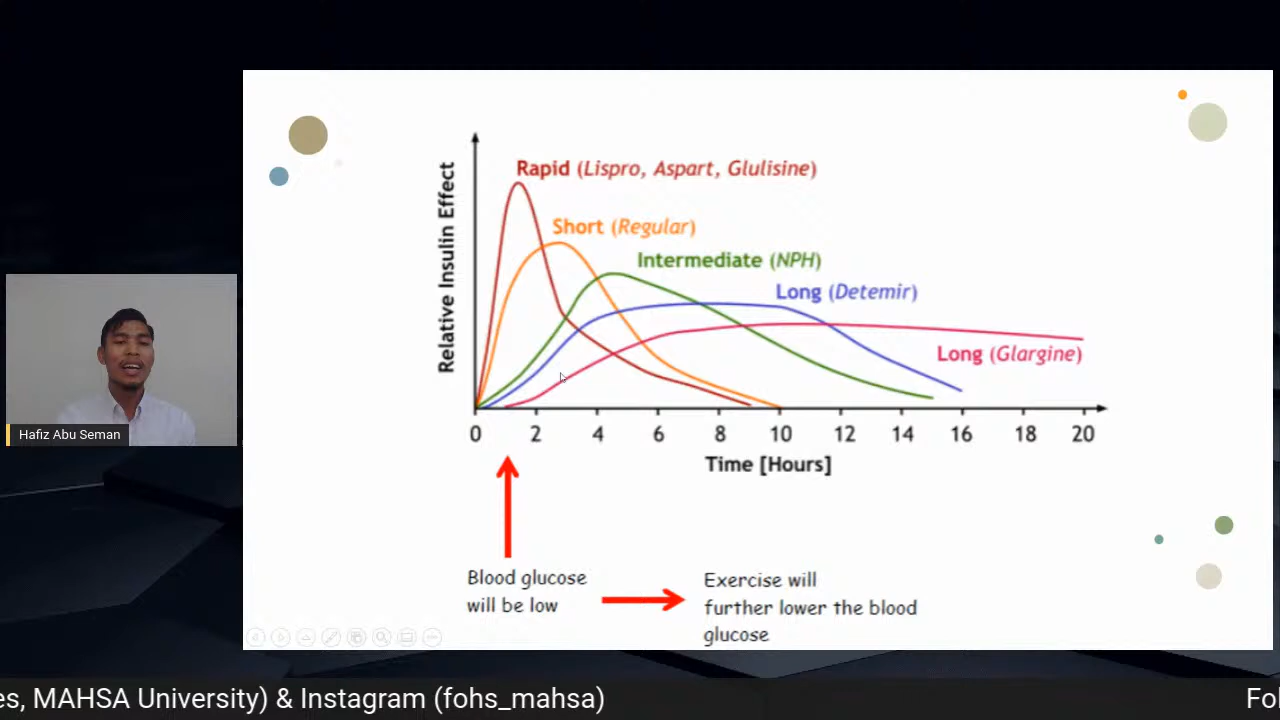 Relative Insulin Effect
Rapid (Lispro, Aspart, Glulisine)
Short (Regular)
Intermediate (NPH)
Long (Detemir)
Long (Glargine)
0 2 4 6 8 10 12 14 16 18 20
Time [Hours]
Blood glucose
will be low
Exercise will
further lower the blood
glucose
Hafiz Abu Seman
es, MAHSA University) & Instagram (fohs_mahsa)
Fo